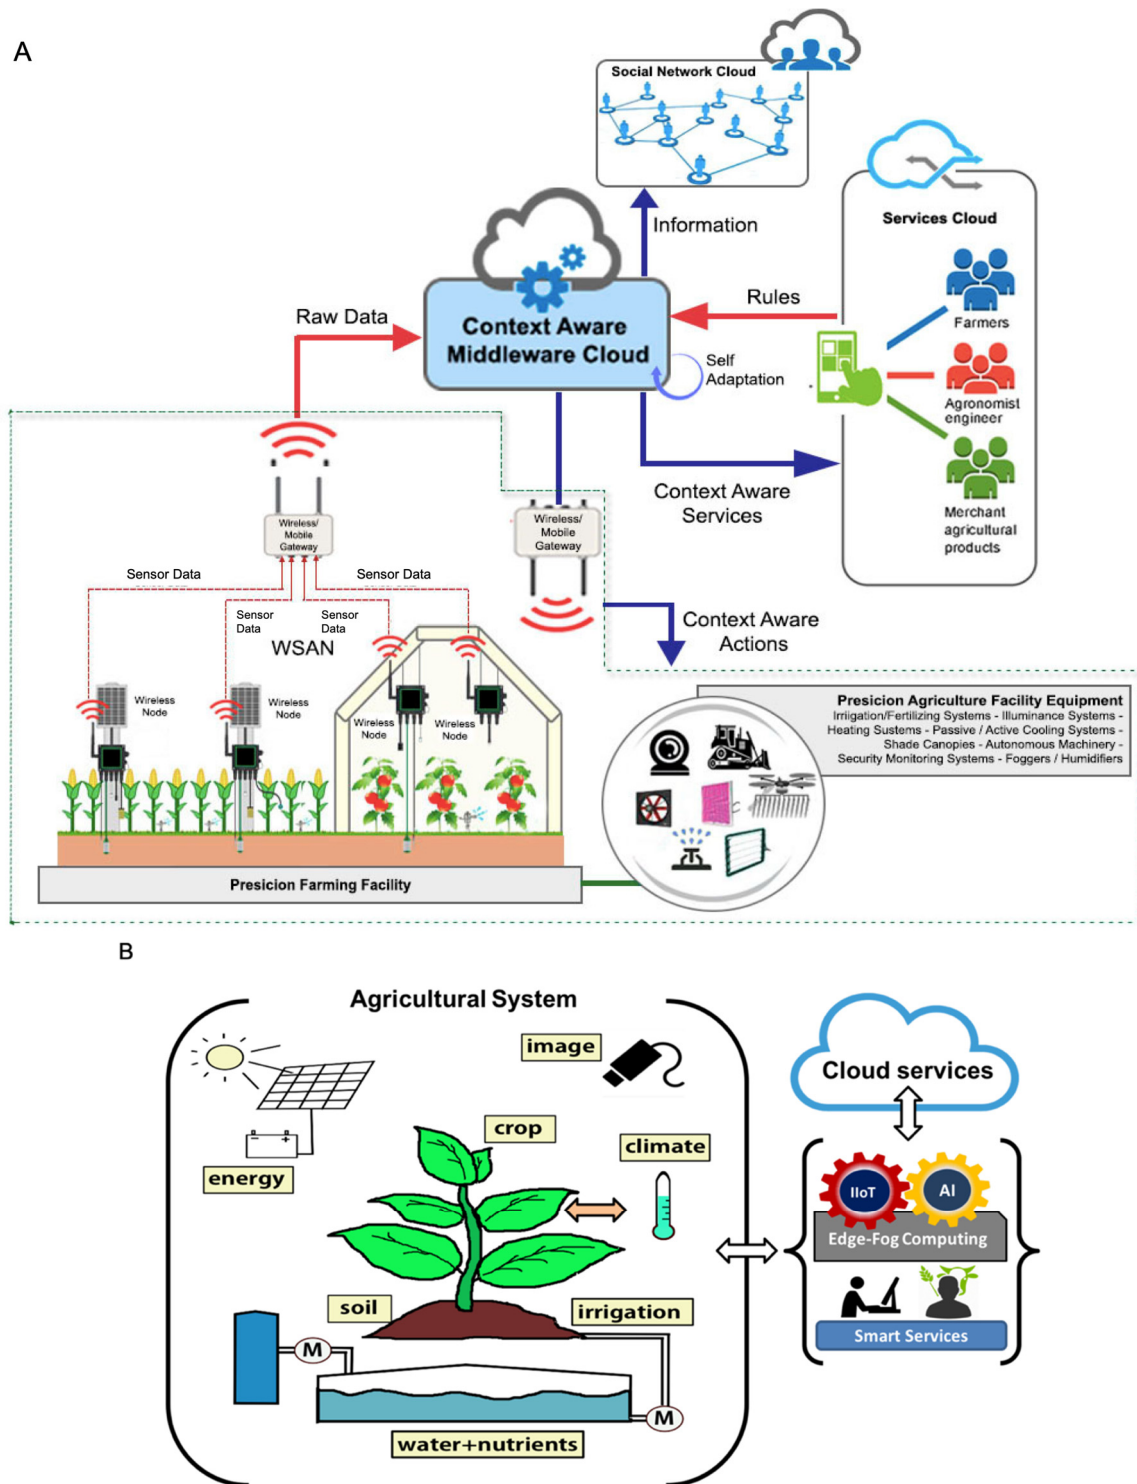 A
Social Network Cloud
Information
Services Cloud
Raw Data
Context Aware
Middleware Cloud
Rules
Self
Adaptation
Farmers
Agronomist
engineer
Merchant
agricultural
products
Context Aware
Services
Wireless/
Mobile
Gateway
Wireless/
Mobile
Gateway
Sensor Data
Sensor Data
Sensor
Data
Sensor
Data
WSAN
Context Aware
Actions
Wireless
Node
Wireless
Node
Wireless
Node
Wireless
Node
Presicion Agriculture Facility Equipment
Irrigation/Fertilizing Systems - Illuminance Systems -
Heating Sustems - Passive / Active Cooling Systems -
Shade Canopies - Autonomous Machinery -
Security Monitoring Systems - Foggers / Humidifiers
Presicion Farming Facility
B
Agricultural System
image
crop
climate
energy
soil
irrigation
M
M
water+nutrients
Cloud services
IIoT
AI
Edge-Fog Computing
Smart Services